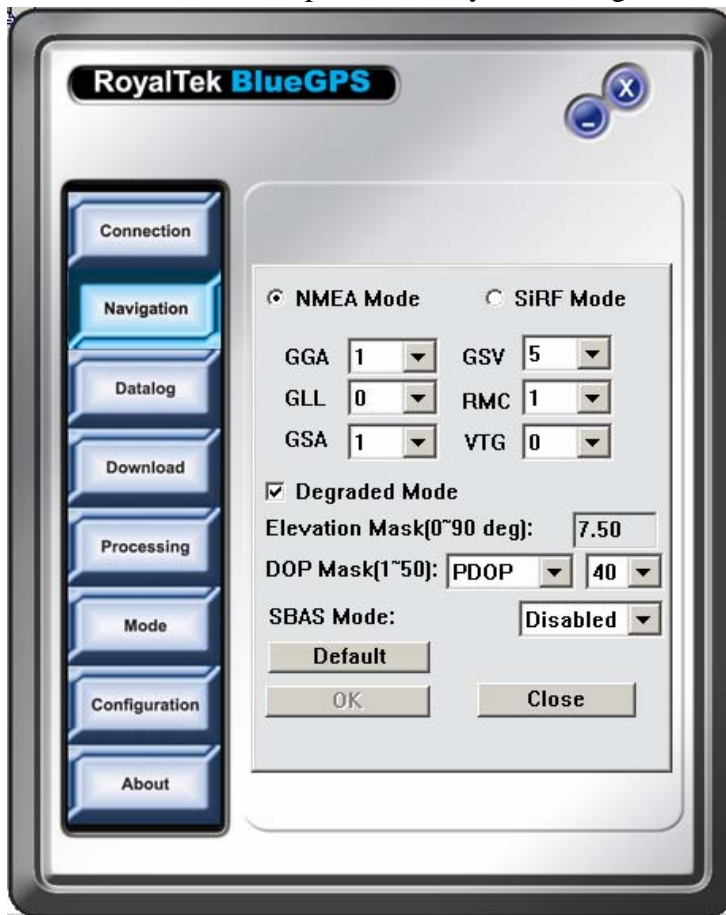 RoyalTek BlueGPS
X
Connection
Navigation
Datalog
Download
Processing
Mode
Configuration
About
NMEA Mode SiRF Mode
GGA 1 GSV 5
GLL 0 RMC 1
GSA 1 VTG 0
Degraded Mode
Elevation Mask(0~90 deg): 7.50
DOP Mask(1~50): PDOP 40
SBAS Mode: Disabled
Default
OK Close